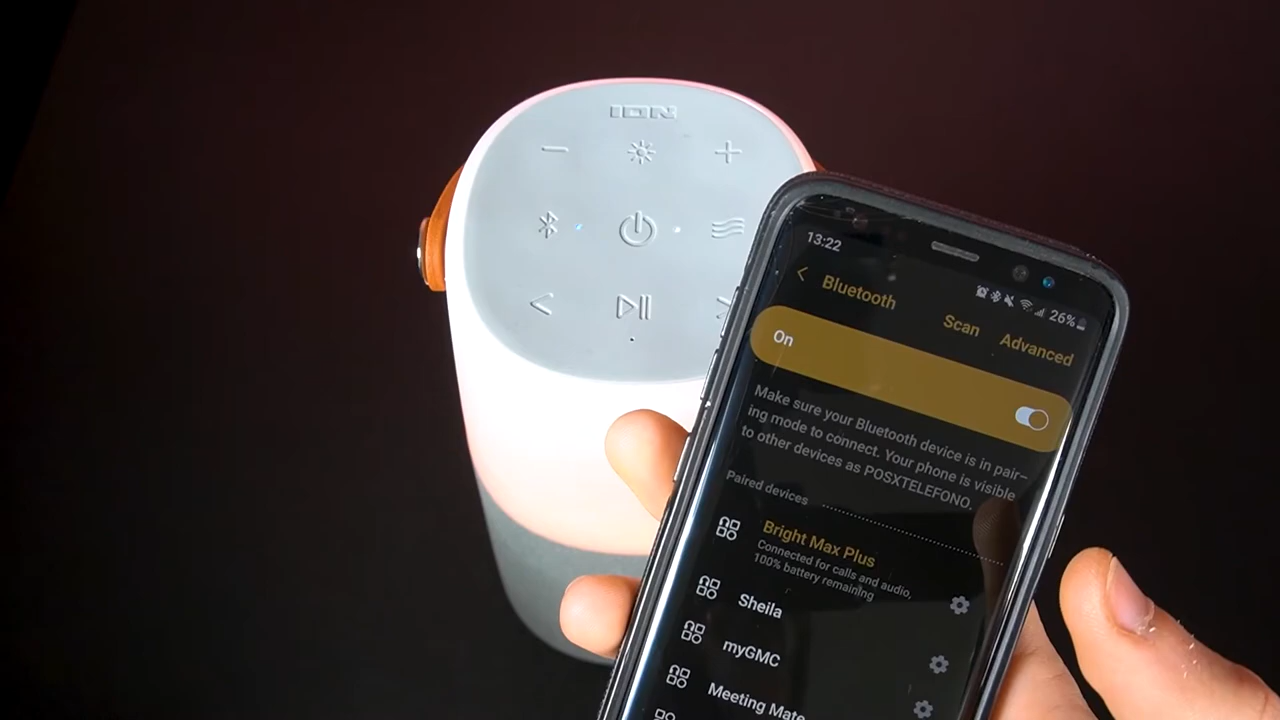 ION
13:22
26%
Bluetooth
Scan
Advanced
On
Make sure your Bluetooth device is in pair-
ing mode to connect. Your phone is visible
to other devices as POSXTELEFONO.
Paired devices
Bright Max Plus
Connected for calls and audio,
100% battery remaining
Sheila
myGMC
Meeting Mate